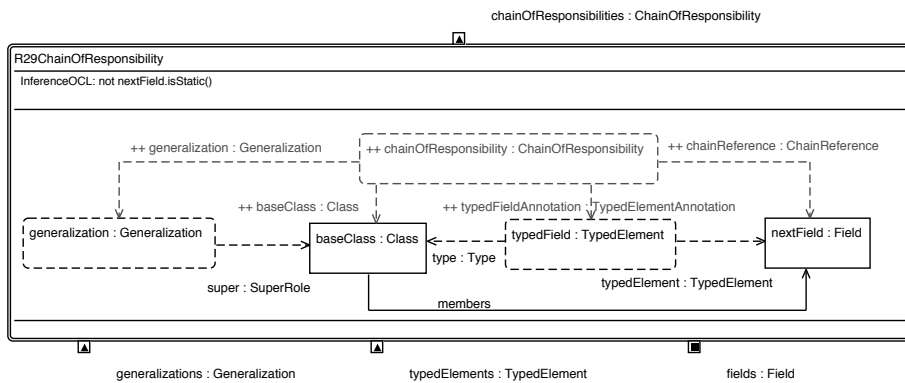 chainOfResponsibilities : ChainOfResponsibility
R29ChainOfResponsibility
InferenceOCL: not nextField.isStatic()
++ generalization : Generalization
++ chainOfResponsibility : ChainOfResponsibility
++ chainReference : ChainReference
++ baseClass : Class
++ typedFieldAnnotation : TypedElementAnnotation
generalization : Generalization
baseClass : Class
typedField : TypedElement
nextField : Field
type : Type
super : SuperRole
typedElement : TypedElement
members
generalizations : Generalization
typedElements : TypedElement
fields : Field